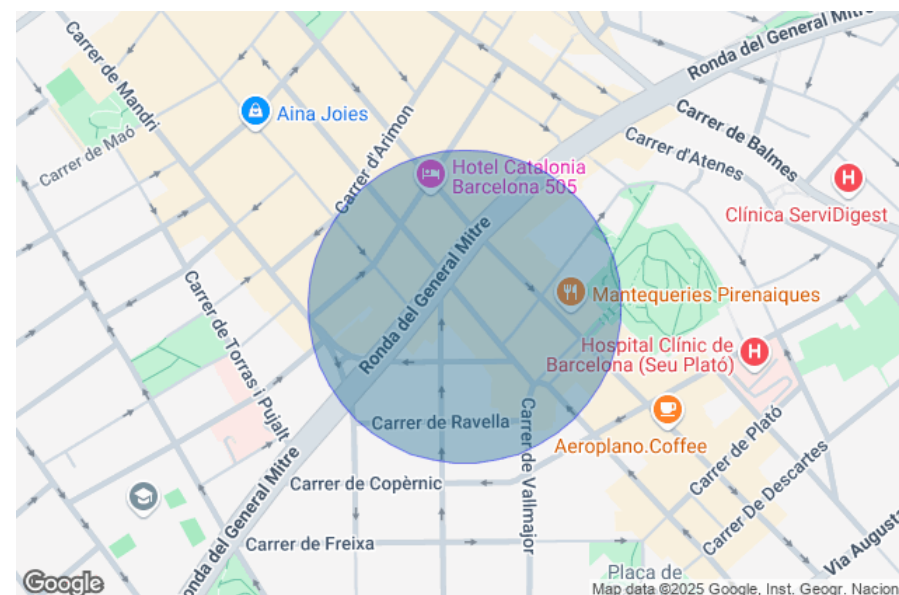 Ronda del General Mitre
Carrer de Mandri
Aina Joies
Carrer de Balmes
Carrer de Maó
Carrer d'Arimon
Carrer d'Atenes
Hotel Catalonia
Barcelona 505
H
Clínica ServiDigest
Ronda del General Mitre
Mantequeries Pirenaiques
Carrer de Torras i Pujalt
Hospital Clínic de
Barcelona (Seu Plató)
H
Carrer de Ravella
Carrer de Vallmajor
Aeroplano.Coffee
Carrer de Plató
Carrer De Descartes
Ronda del General Mitre
Carrer de Copèrnic
Carrer de Freixa
Via Augusta
Placa de
Google
Map data ©2025 Google, Inst. Geogr. Nacion